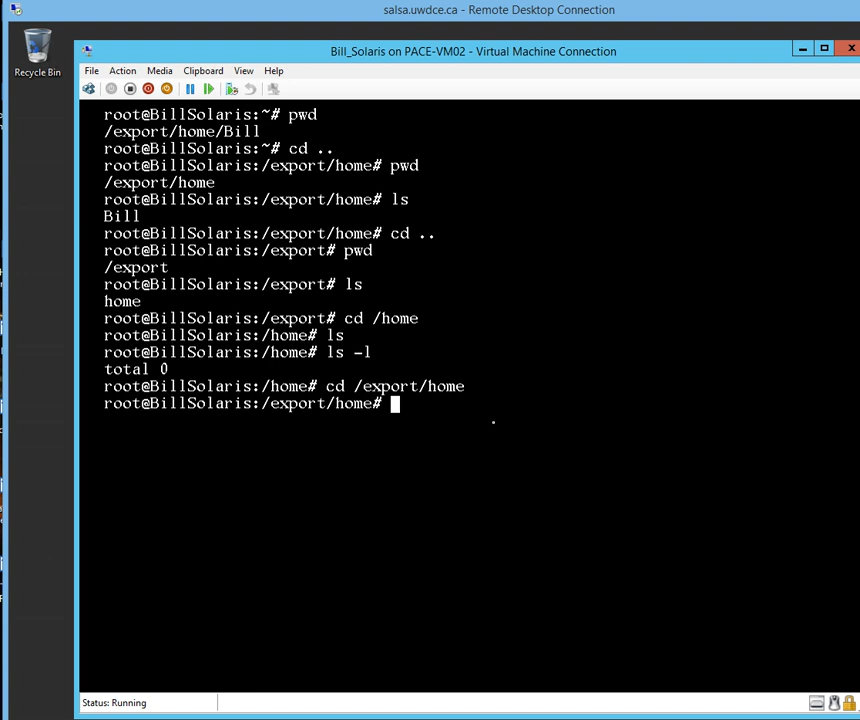 salsa.uwdce.ca - Remote Desktop Connection
Recycle Bin
Bill_Solaris on PACE-VM02 - Virtual Machine Connection
File Action Media Clipboard View Help
root@BillSolaris:~# pwd
/export/home/Bill
root@BillSolaris:~# cd ..
root@BillSolaris:/export/home# pwd
/export/home
root@BillSolaris:/export/home# ls
Bill
root@BillSolaris:/export/home# cd ..
root@BillSolaris:/export# pwd
/export
root@BillSolaris:/export# ls
home
root@BillSolaris:/export# cd /home
root@BillSolaris:/home# ls
root@BillSolaris:/home# ls -l
total 0
root@BillSolaris:/home# cd /export/home
root@BillSolaris:/export/home#
Status: Running